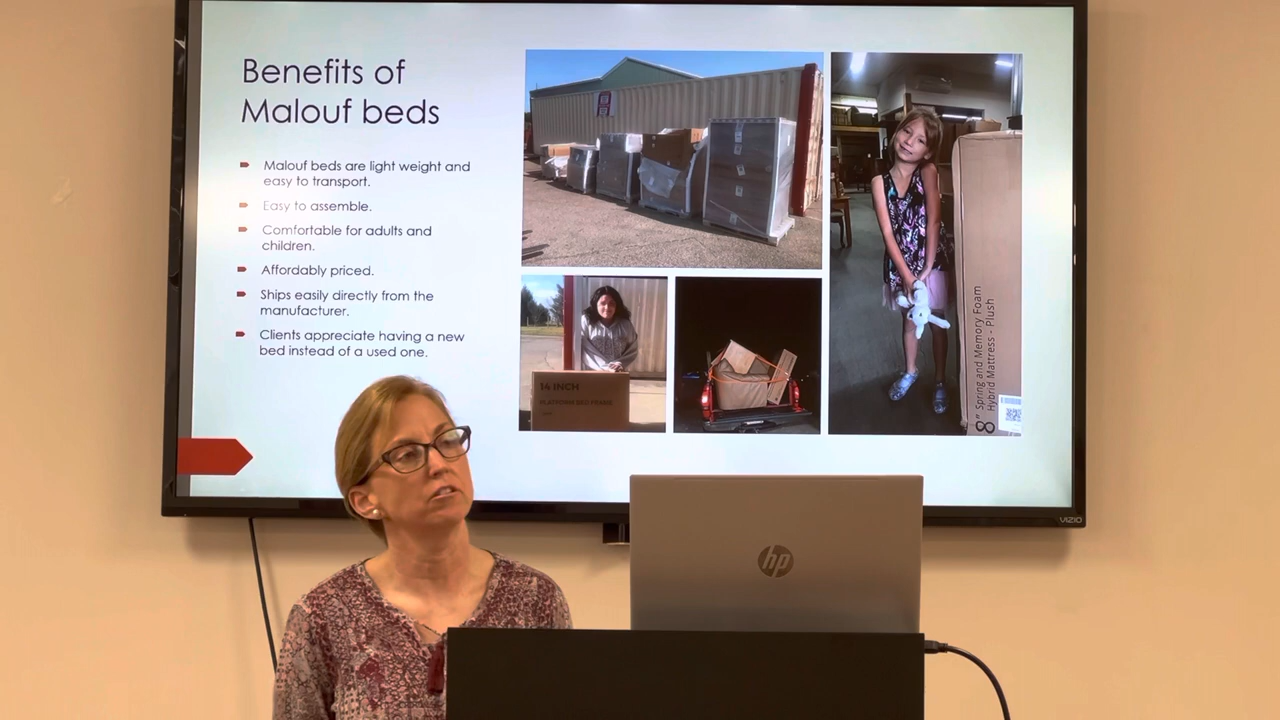 Benefits of
Malouf beds
Malouf beds are light weight and
easy to transport.
Easy to assemble.
Comfortable for adults and
children.
Affordably priced.
Ships easily directly from the
manufacturer.
Clients appreciate having a new
bed instead of a used one.
14 INCH
PLATFORM BED FRAME
8" Spring and Memory Foam
Hybrid Mattress - Plush
hp
VIZIO